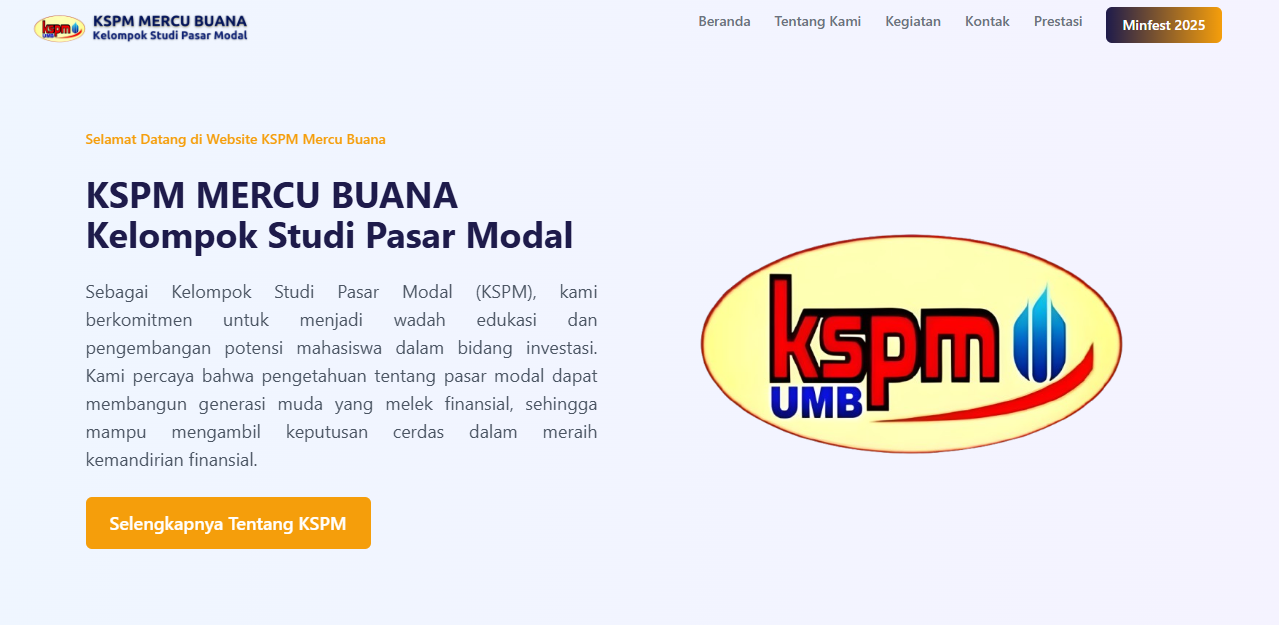 kspm
UMB
KSPM MERCU BUANA
Kelompok Studi Pasar Modal
Beranda
Tentang Kami
Kegiatan
Kontak
Prestasi
Minfest 2025
Selamat Datang di Website KSPM Mercu Buana
KSPM MERCU BUANA
Kelompok Studi Pasar Modal
Sebagai Kelompok Studi Pasar Modal (KSPM), kami
berkomitmen untuk menjadi wadah edukasi dan
pengembangan potensi mahasiswa dalam bidang investasi.
Kami percaya bahwa pengetahuan tentang pasar modal dapat
membangun generasi muda yang melek finansial, sehingga
mampu mengambil keputusan cerdas dalam meraih
kemandirian finansial.
Selengkapnya Tentang KSPM
kspm
UMB